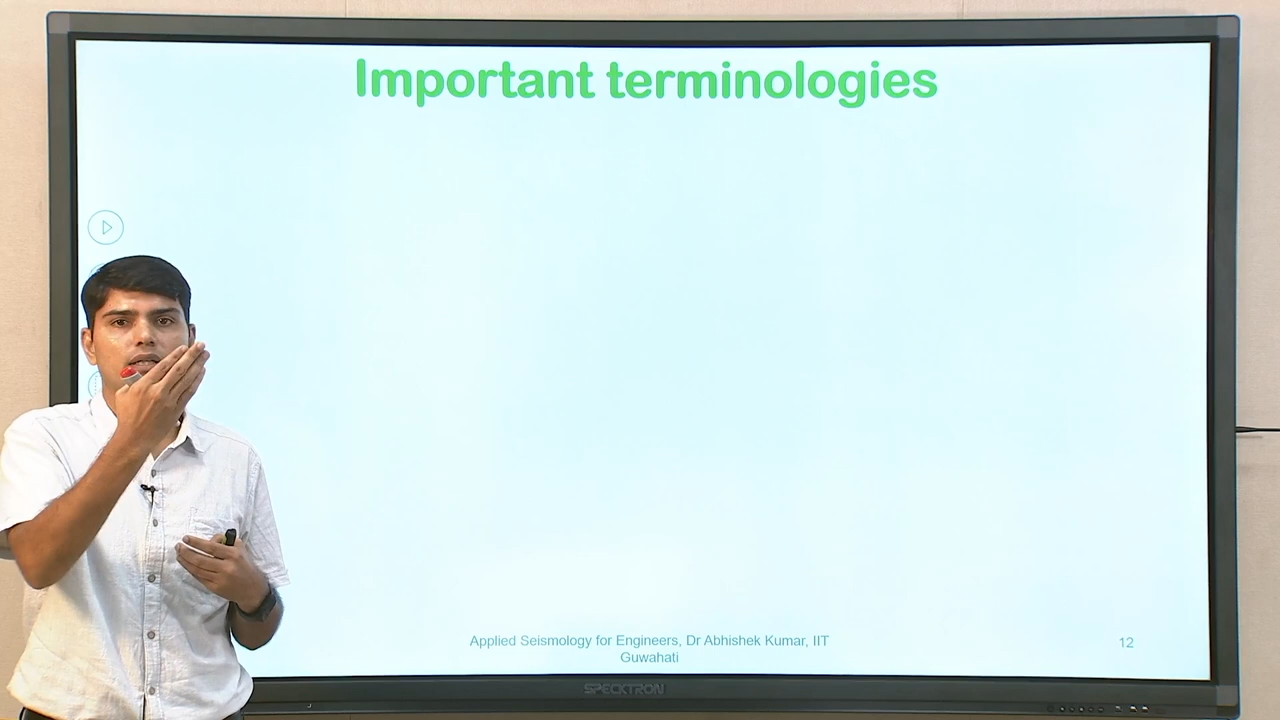 Important terminologies
Applied Seismology for Engineers, Dr Abhishek Kumar, IIT
Guwahati
12
SPECKTRON